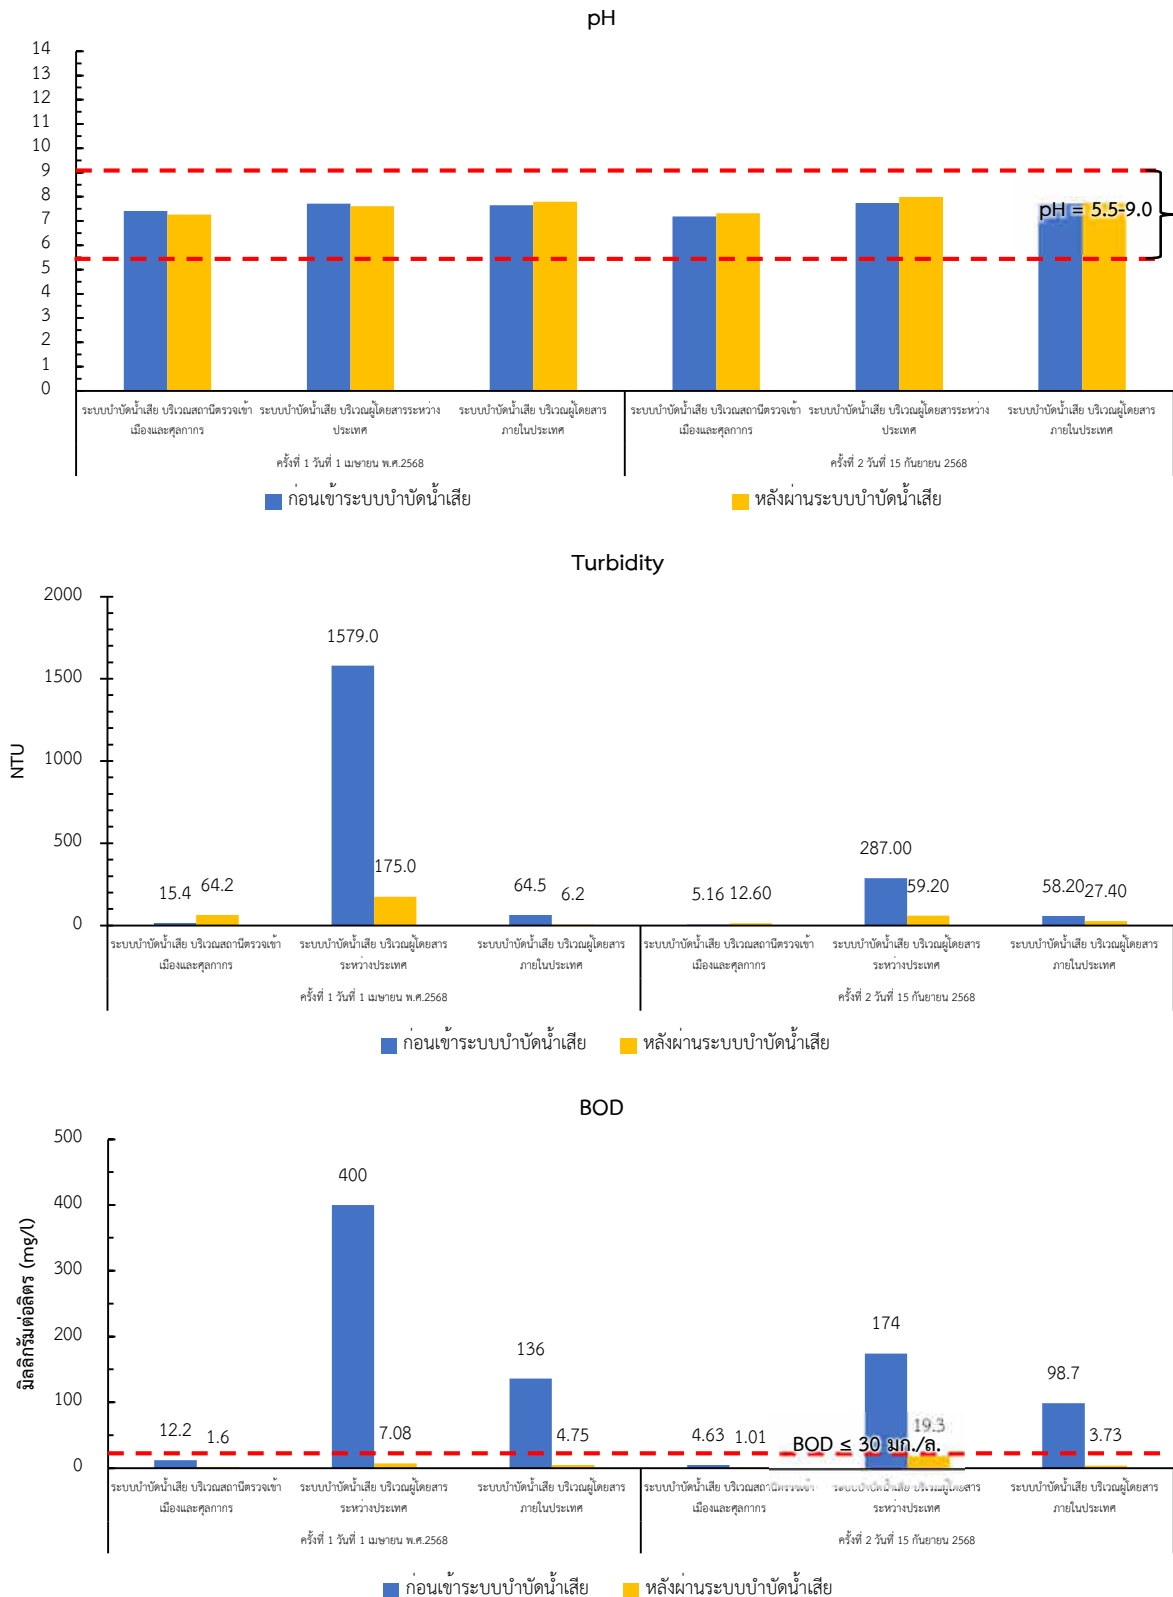 pH
14
13
12
11
10
9
8
7
6
5
4
3
2
1
0
pH = 5.5-9.0
ระบบบำบัดน้ำเสีย บริเวณสถานีตรวจเข้า
เมืองและศุลกากร
ระบบบำบัดน้ำเสีย บริเวณผู้โดยสารระหว่าง
ประเทศ
ระบบบำบัดน้ำเสีย บริเวณผู้โดยสาร
ภายในประเทศ
ระบบบำบัดน้ำเสีย บริเวณสถานีตรวจเข้า
เมืองและศุลกากร
ระบบบำบัดน้ำเสีย บริเวณผู้โดยสารระหว่าง
ประเทศ
ระบบบำบัดน้ำเสีย บริเวณผู้โดยสาร
ภายในประเทศ
ครั้งที่ 1 วันที่ 1 เมษายน พ.ศ.2568
ครั้งที่ 2 วันที่ 15 กันยายน 2568
ก่อนเข้าระบบบำบัดน้ำเสีย
หลังผ่านระบบบำบัดน้ำเสีย
Turbidity
NTU
2000
1500
1000
500
0
15.4
64.2
1579.0
175.0
64.5
6.2
5.16
12.60
287.00
59.20
58.20
27.40
ระบบบำบัดน้ำเสีย บริเวณสถานีตรวจเข้า
เมืองและศุลกากร
ระบบบำบัดน้ำเสีย บริเวณผู้โดยสาร
ระหว่างประเทศ
ระบบบำบัดน้ำเสีย บริเวณผู้โดยสาร
ภายในประเทศ
ระบบบำบัดน้ำเสีย บริเวณสถานีตรวจเข้า
เมืองและศุลกากร
ระบบบำบัดน้ำเสีย บริเวณผู้โดยสาร
ระหว่างประเทศ
ระบบบำบัดน้ำเสีย บริเวณผู้โดยสาร
ภายในประเทศ
ครั้งที่ 1 วันที่ 1 เมษายน พ.ศ.2568
ครั้งที่ 2 วันที่ 15 กันยายน 2568
ก่อนเข้าระบบบำบัดน้ำเสีย
หลังผ่านระบบบำบัดน้ำเสีย
BOD
มิลลิกรัมต่อลิตร (mg/l)
500
400
300
200
100
0
12.2
1.6
400
7.08
136
4.75
4.63
1.01
174
19.3
98.7
3.73
BOD ≤ 30 มก./ล.
ระบบบำบัดน้ำเสีย บริเวณสถานีตรวจเข้า
เมืองและศุลกากร
ระบบบำบัดน้ำเสีย บริเวณผู้โดยสาร
ระหว่างประเทศ
ระบบบำบัดน้ำเสีย บริเวณผู้โดยสาร
ภายในประเทศ
ระบบบำบัดน้ำเสีย บริเวณสถานีตรวจเข้า
เมืองและศุลกากร
ระบบบำบัดน้ำเสีย บริเวณผู้โดยสาร
ระหว่างประเทศ
ระบบบำบัดน้ำเสีย บริเวณผู้โดยสาร
ภายในประเทศ
ครั้งที่ 1 วันที่ 1 เมษายน พ.ศ.2568
ครั้งที่ 2 วันที่ 15 กันยายน 2568
ก่อนเข้าระบบบำบัดน้ำเสีย
หลังผ่านระบบบำบัดน้ำเสีย